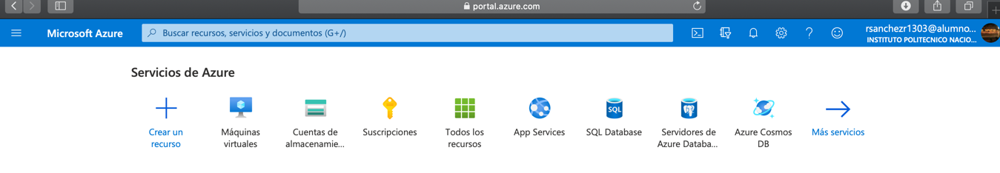 portal.azure.com
Microsoft Azure
Buscar recursos, servicios y documentos (G+/)
rsanchezr1303@alumno...
INSTITUTO POLITECNICO NACIO...
Servicios de Azure
Crear un
recurso
Máquinas
virtuales
Cuentas de
almacenamie...
Suscripciones
Todos los
recursos
App Services
SQL
SQL Database
Servidores de
Azure Databa...
Azure Cosmos
DB
Más servicios